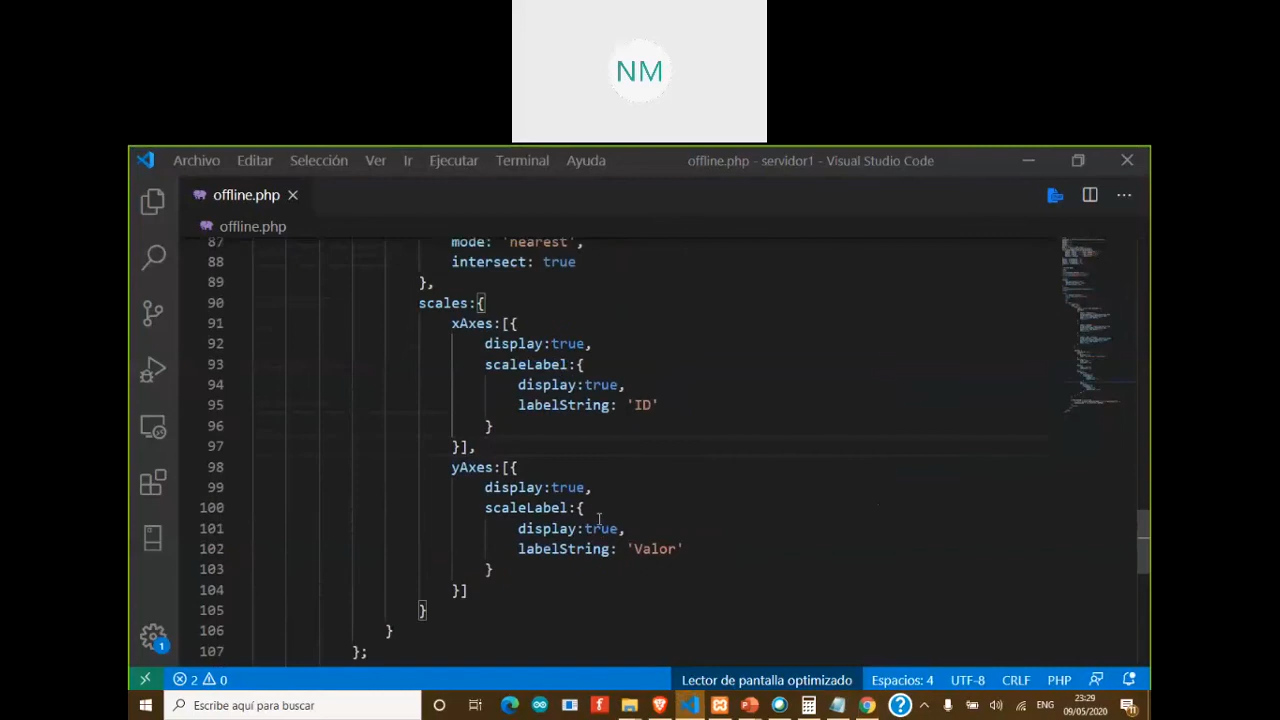 NM
Archivo Editar Selección Ver Ir Ejecutar Terminal Ayuda offline.php - servidor1 - Visual Studio Code
offline.php
offline.php
87 mode: 'nearest',
88 intersect: true
89 },
90 scales:{
91 xAxes:[{
92 display:true,
93 scaleLabel:{
94 display:true,
95 labelString: 'ID'
96 }
97 }],
98 yAxes:[{
99 display:true,
100 scaleLabel:{
101 display:true,
102 labelString: 'Valor'
103 }
104 }]
105 }
106 }
107 };
1
2 0 Lector de pantalla optimizado Espacios: 4 UTF-8 CRLF PHP
Escribe aquí para buscar ENG 23:29
09/05/2020
11